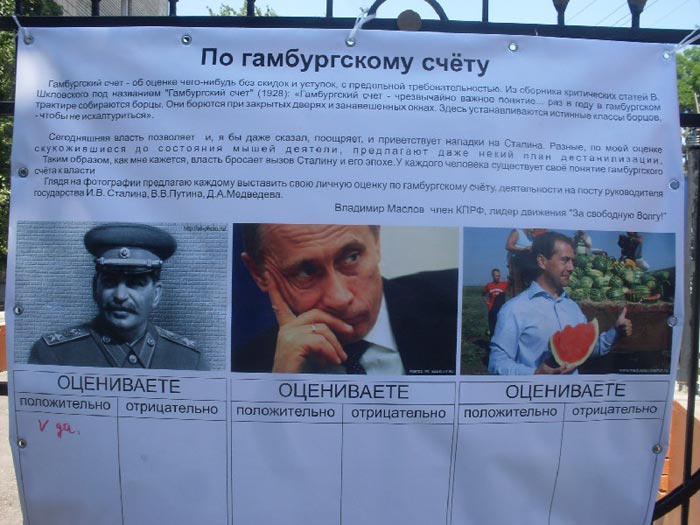 По гамбургскому счёту
Гамбургский счет - об оценке чего-нибудь без скидок и уступок, с предольной требовательностью. Из сборника критических статей В.
Шкловского под названием "Гамбургский счет" (1928): «Гамбургский счет - чрезвычайно важное понятие... раз в году в гамбургском
трактире собираются борцы. Они борются при закрытых дверях и занавешенных окнах. Здесь устанавливаются истинные классы борцов,
- чтобы не исхалтуриться».
Сегодняшняя власть позволяет и, я бы даже сказал, поощряет, и приветствует нападки на Сталина. Разные, по моей оценке
скукожившиеся до состояния мышей деятели, предлагают даже некий план дестанилизации.
Таким образом, как мне кажется, власть бросает вызов Сталину и его эпохе.У каждого человека существует своё понятие гамбургского
счёта к власти
Глядя на фотографии предлагаю каждому выставить свою личную оценку по гамбургскому счёту, деятельности на посту руководителя
государства И.В. Сталина, В.В.Путина, Д.А.Медведева.
Владимир Маслов член КПРФ, лидер движения "За свободную Волгу!"
ОЦЕНИВАЕТЕ ОЦЕНИВАЕТЕ ОЦЕНИВАЕТЕ
положительно отрицательно положительно отрицательно положительно отрицательно
V да.